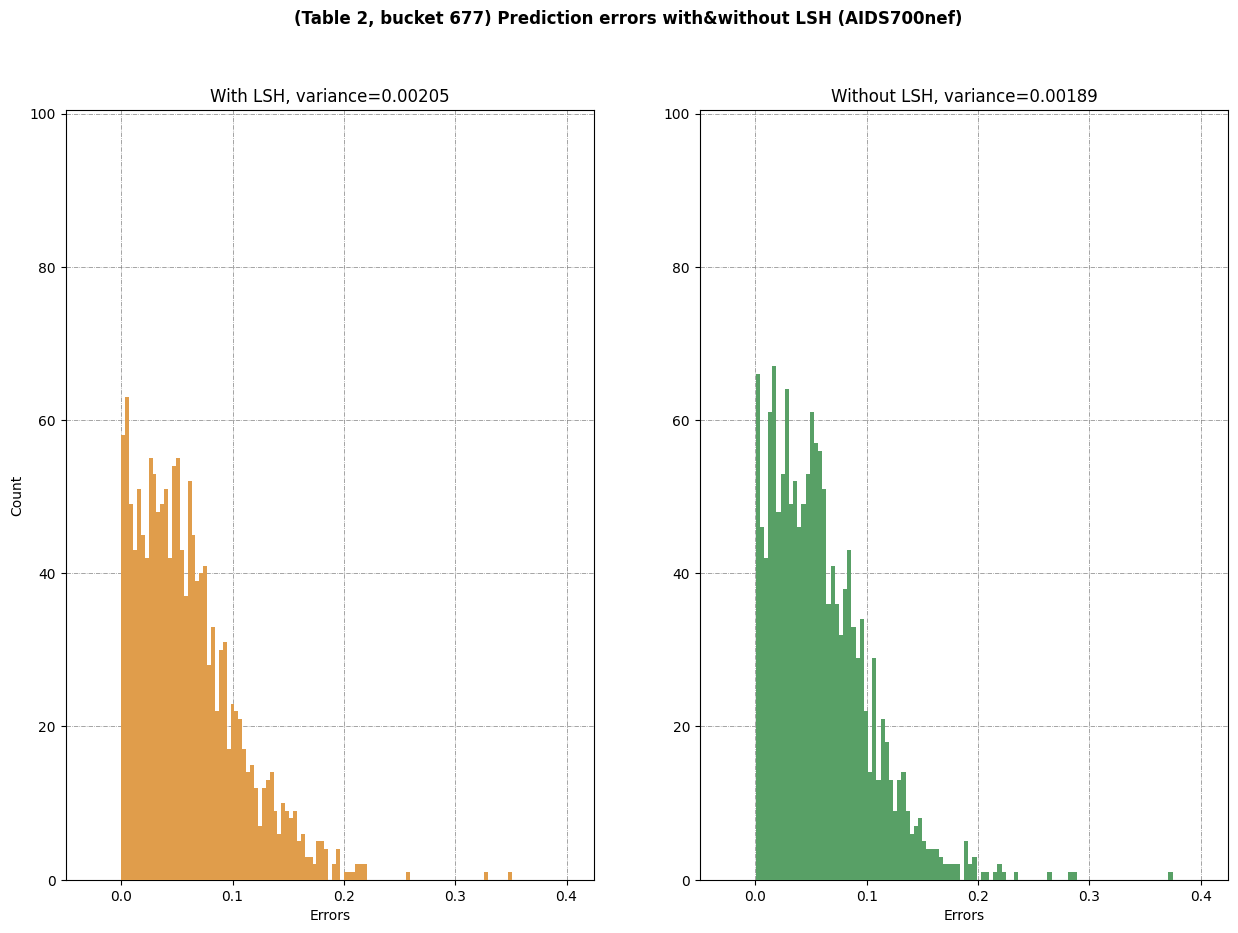 (Table 2, bucket 677) Prediction errors with&without LSH (AIDS700nef)
With LSH, variance=0.00205
100
80
60
40
20
0
Count
0.0 0.1 0.2 0.3 0.4
Errors
Without LSH, variance=0.00189
100
80
60
40
20
0
0.0 0.1 0.2 0.3 0.4
Errors